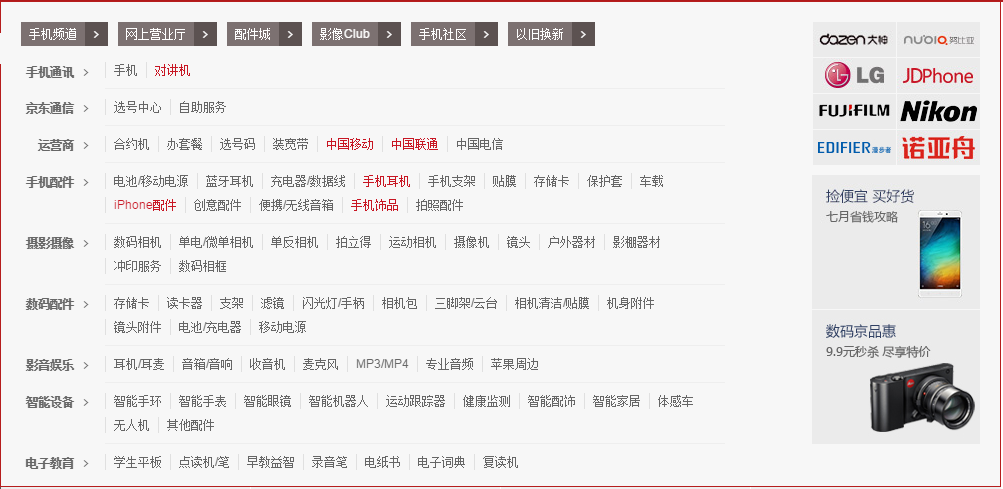 手机频道 > 网上营业厅 > 配件城 > 影像Club > 手机社区 > 以旧换新 >
手机通讯 > 手机 对讲机
京东通信 > 选号中心 自助服务
运营商 > 合约机 办套餐 选号码 装宽带 中国移动 中国联通 中国电信
手机配件 > 电池/移动电源 蓝牙耳机 充电器/数据线 手机耳机 手机支架 贴膜 存储卡 保护套 车载
iPhone配件 创意配件 便携/无线音箱 手机饰品 拍照配件
摄影摄像 > 数码相机 单电/微单相机 单反相机 拍立得 运动相机 摄像机 镜头 户外器材 影棚器材
冲印服务 数码相框
数码配件 > 存储卡 读卡器 支架 滤镜 闪光灯/手柄 相机包 三脚架/云台 相机清洁/贴膜 机身附件
镜头附件 电池/充电器 移动电源
影音娱乐 > 耳机/耳麦 音箱/音响 收音机 麦克风 MP3/MP4 专业音频 苹果周边
智能设备 > 智能手环 智能手表 智能眼镜 智能机器人 运动跟踪器 健康监测 智能配饰 智能家居 体感车
无人机 其他配件
电子教育 > 学生平板 点读机/笔 早教益智 录音笔 电纸书 电子词典 复读机
dazen大神 nubia努比亚
LG JDPhone
FUJIFILM Nikon
EDIFIER漫步者 诺亚舟
捡便宜 买好货
七月省钱攻略
数码京品惠
9.9元秒杀 尽享特价